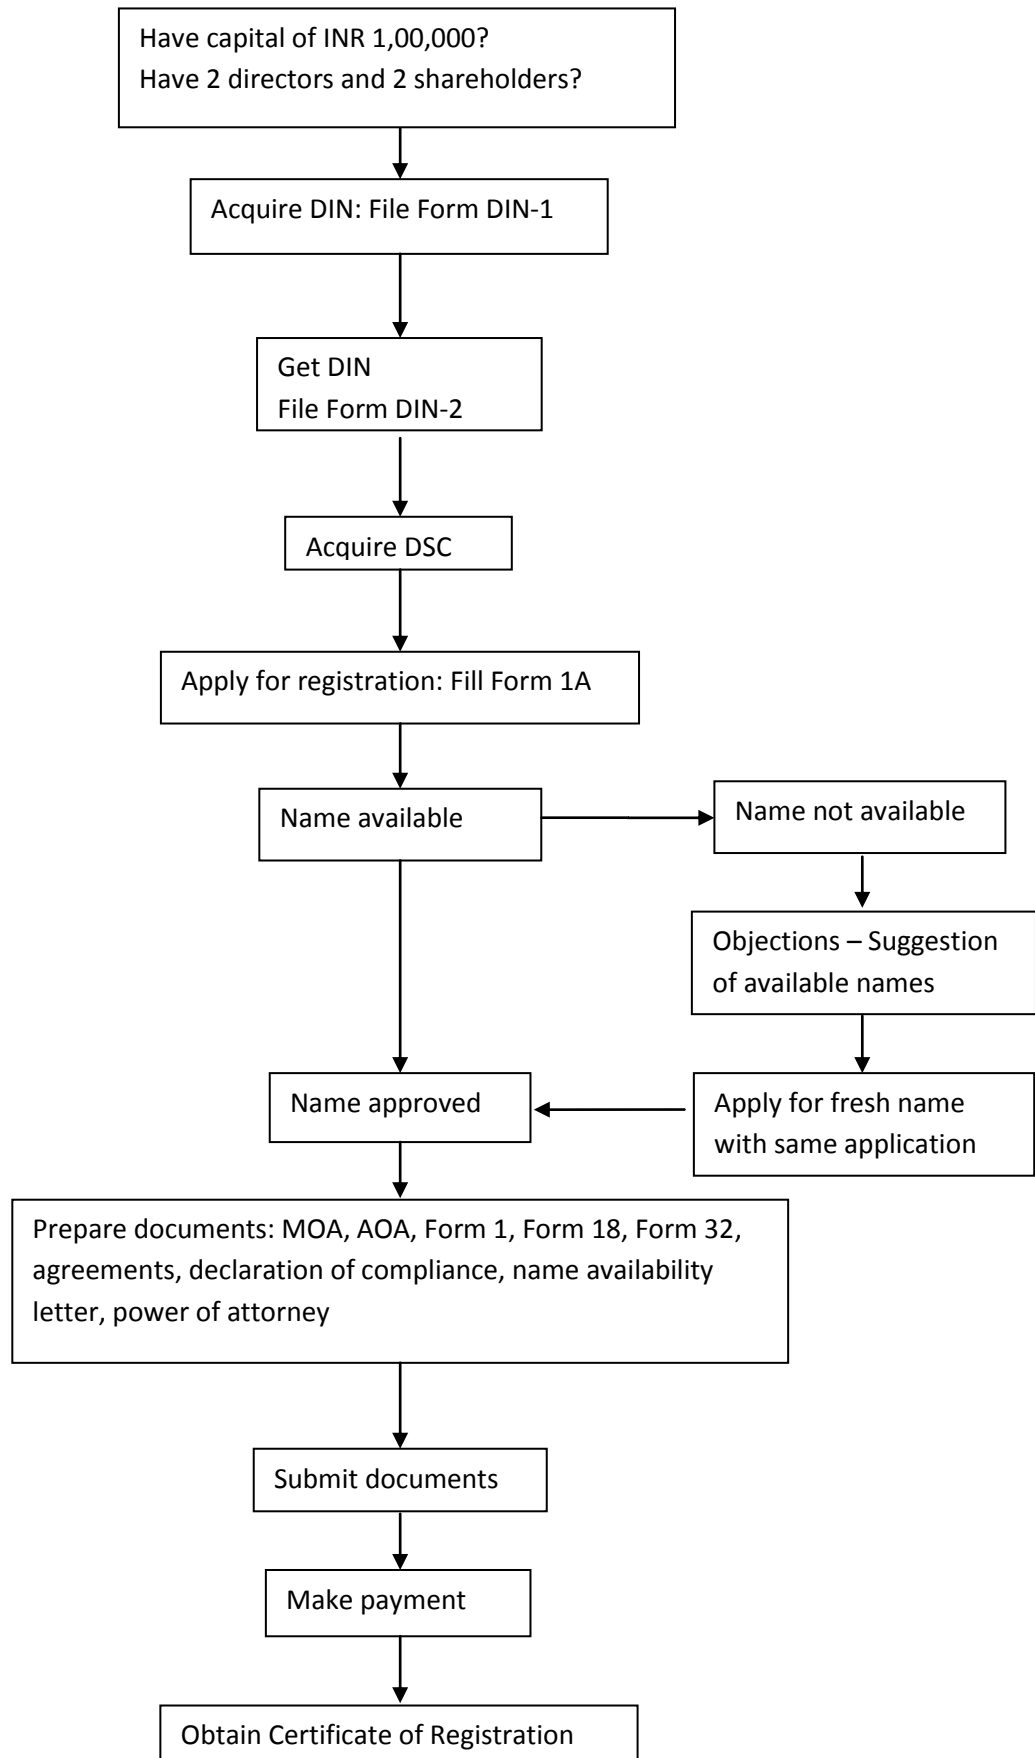 Have capital of INR 1,00,000?
Have 2 directors and 2 shareholders?
Acquire DIN: File Form DIN-1
Get DIN
File Form DIN-2
Acquire DSC
Apply for registration: Fill Form 1A
Name available
Name not available
Objections – Suggestion
of available names
Name approved
Apply for fresh name
with same application
Prepare documents: MOA, AOA, Form 1, Form 18, Form 32,
agreements, declaration of compliance, name availability
letter, power of attorney
Submit documents
Make payment
Obtain Certificate of Registration